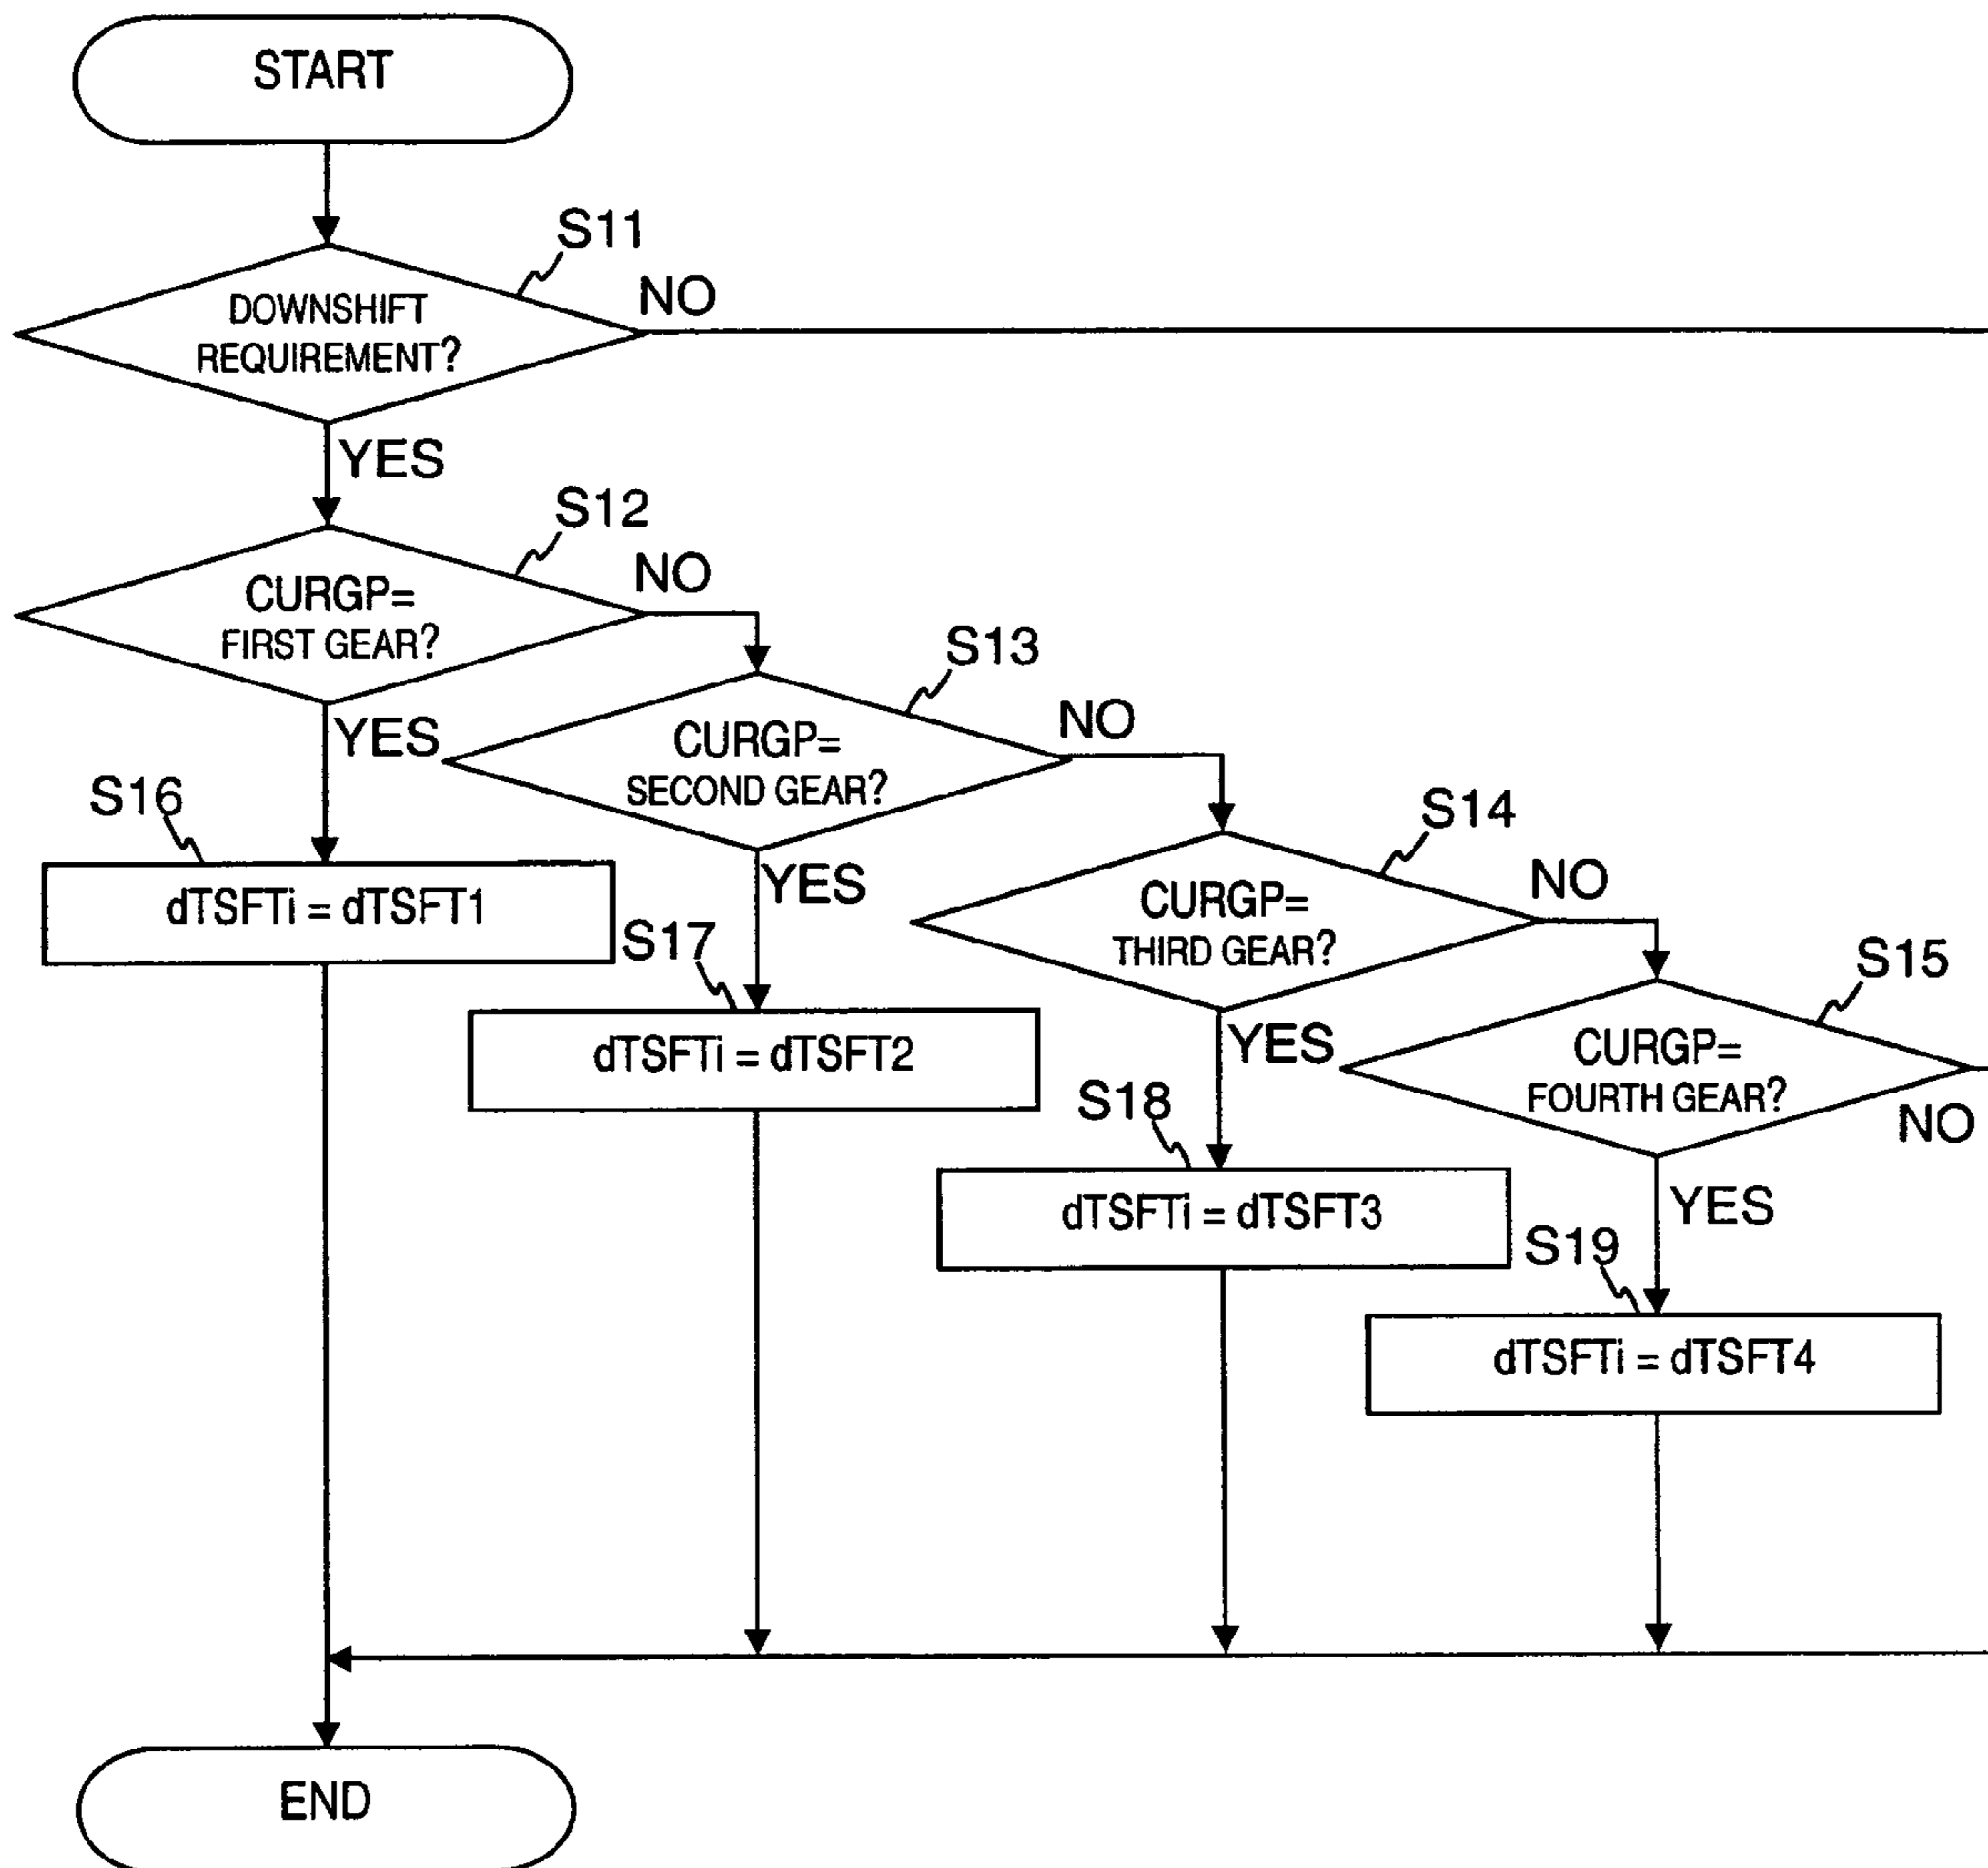 START
S11
DOWNSHIFT
REQUIREMENT?
NO
YES
S12
CURGP=
FIRST GEAR?
NO
YES
S13
CURGP=
SECOND GEAR?
NO
YES
S14
CURGP=
THIRD GEAR?
NO
YES
S15
CURGP=
FOURTH GEAR?
NO
YES
S16
dTSFTi = dTSFT1
S17
dTSFTi = dTSFT2
S18
dTSFTi = dTSFT3
S19
dTSFTi = dTSFT4
END